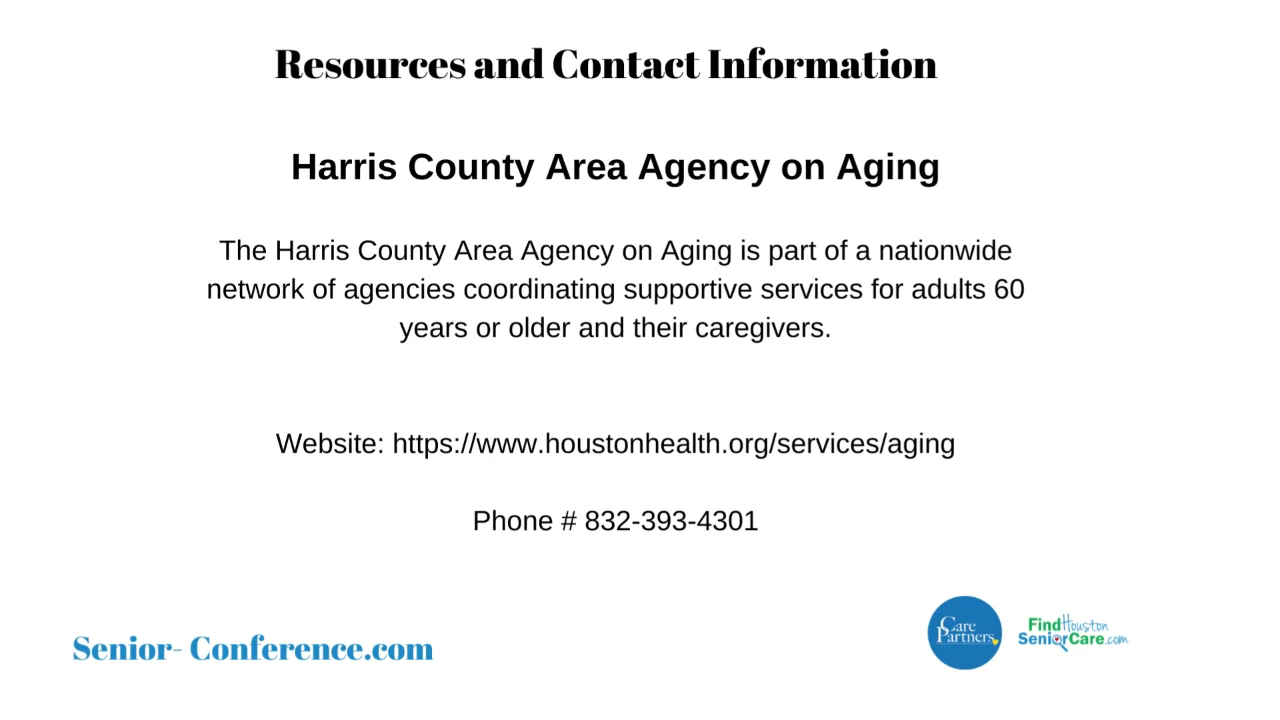 Resources and Contact Information
Harris County Area Agency on Aging
The Harris County Area Agency on Aging is part of a nationwide
network of agencies coordinating supportive services for adults 60
years or older and their caregivers.
Website: https://www.houstonhealth.org/services/aging
Phone # 832-393-4301
Senior- Conference.com
Care
Partners
FindHouston
SeniorCare.com